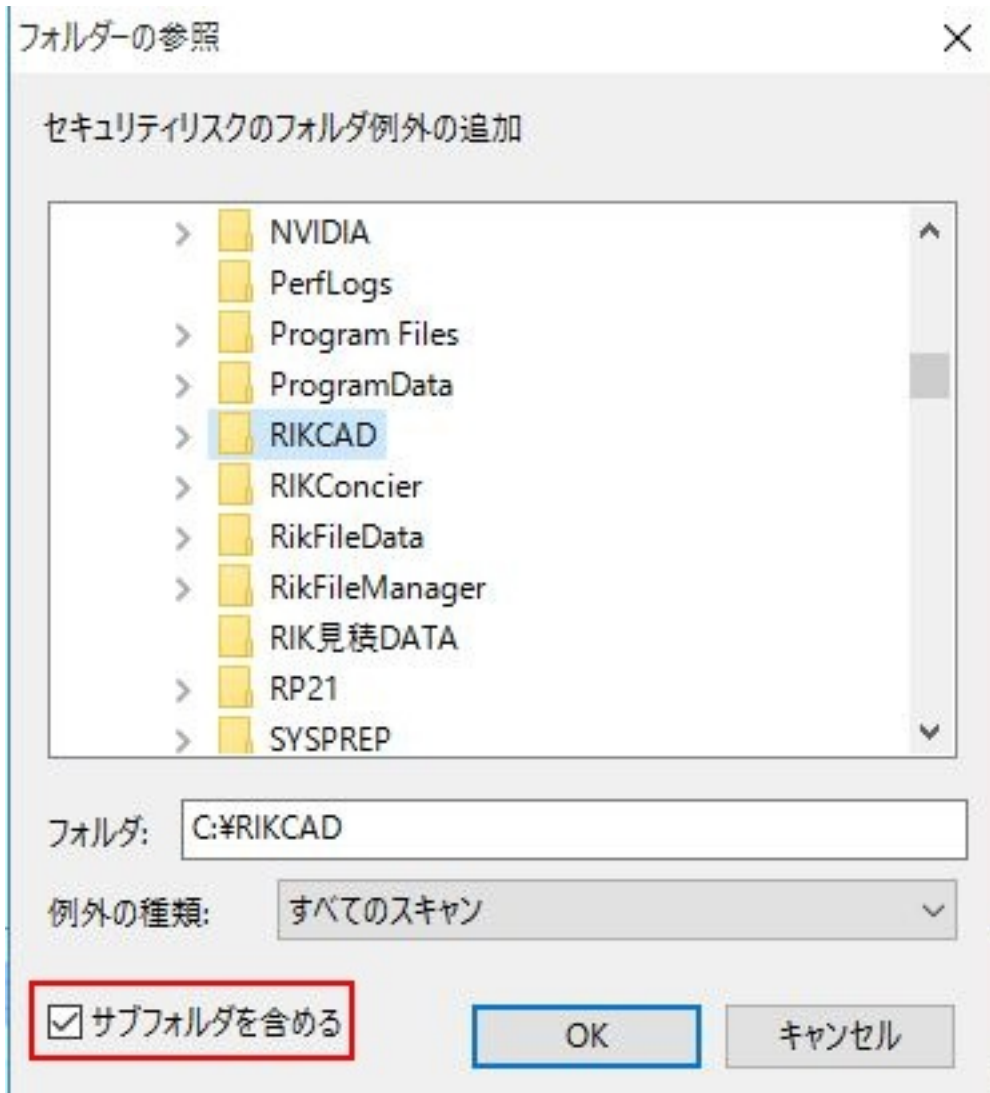 フォルダーの参照
セキュリティリスクのフォルダ例外の追加
NVIDIA
PerfLogs
Program Files
ProgramData
RIKCAD
RIKConcier
RikFileData
RikFileManager
RIK見積DATA
RP21
SYSPREP
フォルダ: C:¥RIKCAD
例外の種類: すべてのスキャン
サブフォルダを含める OK キャンセル